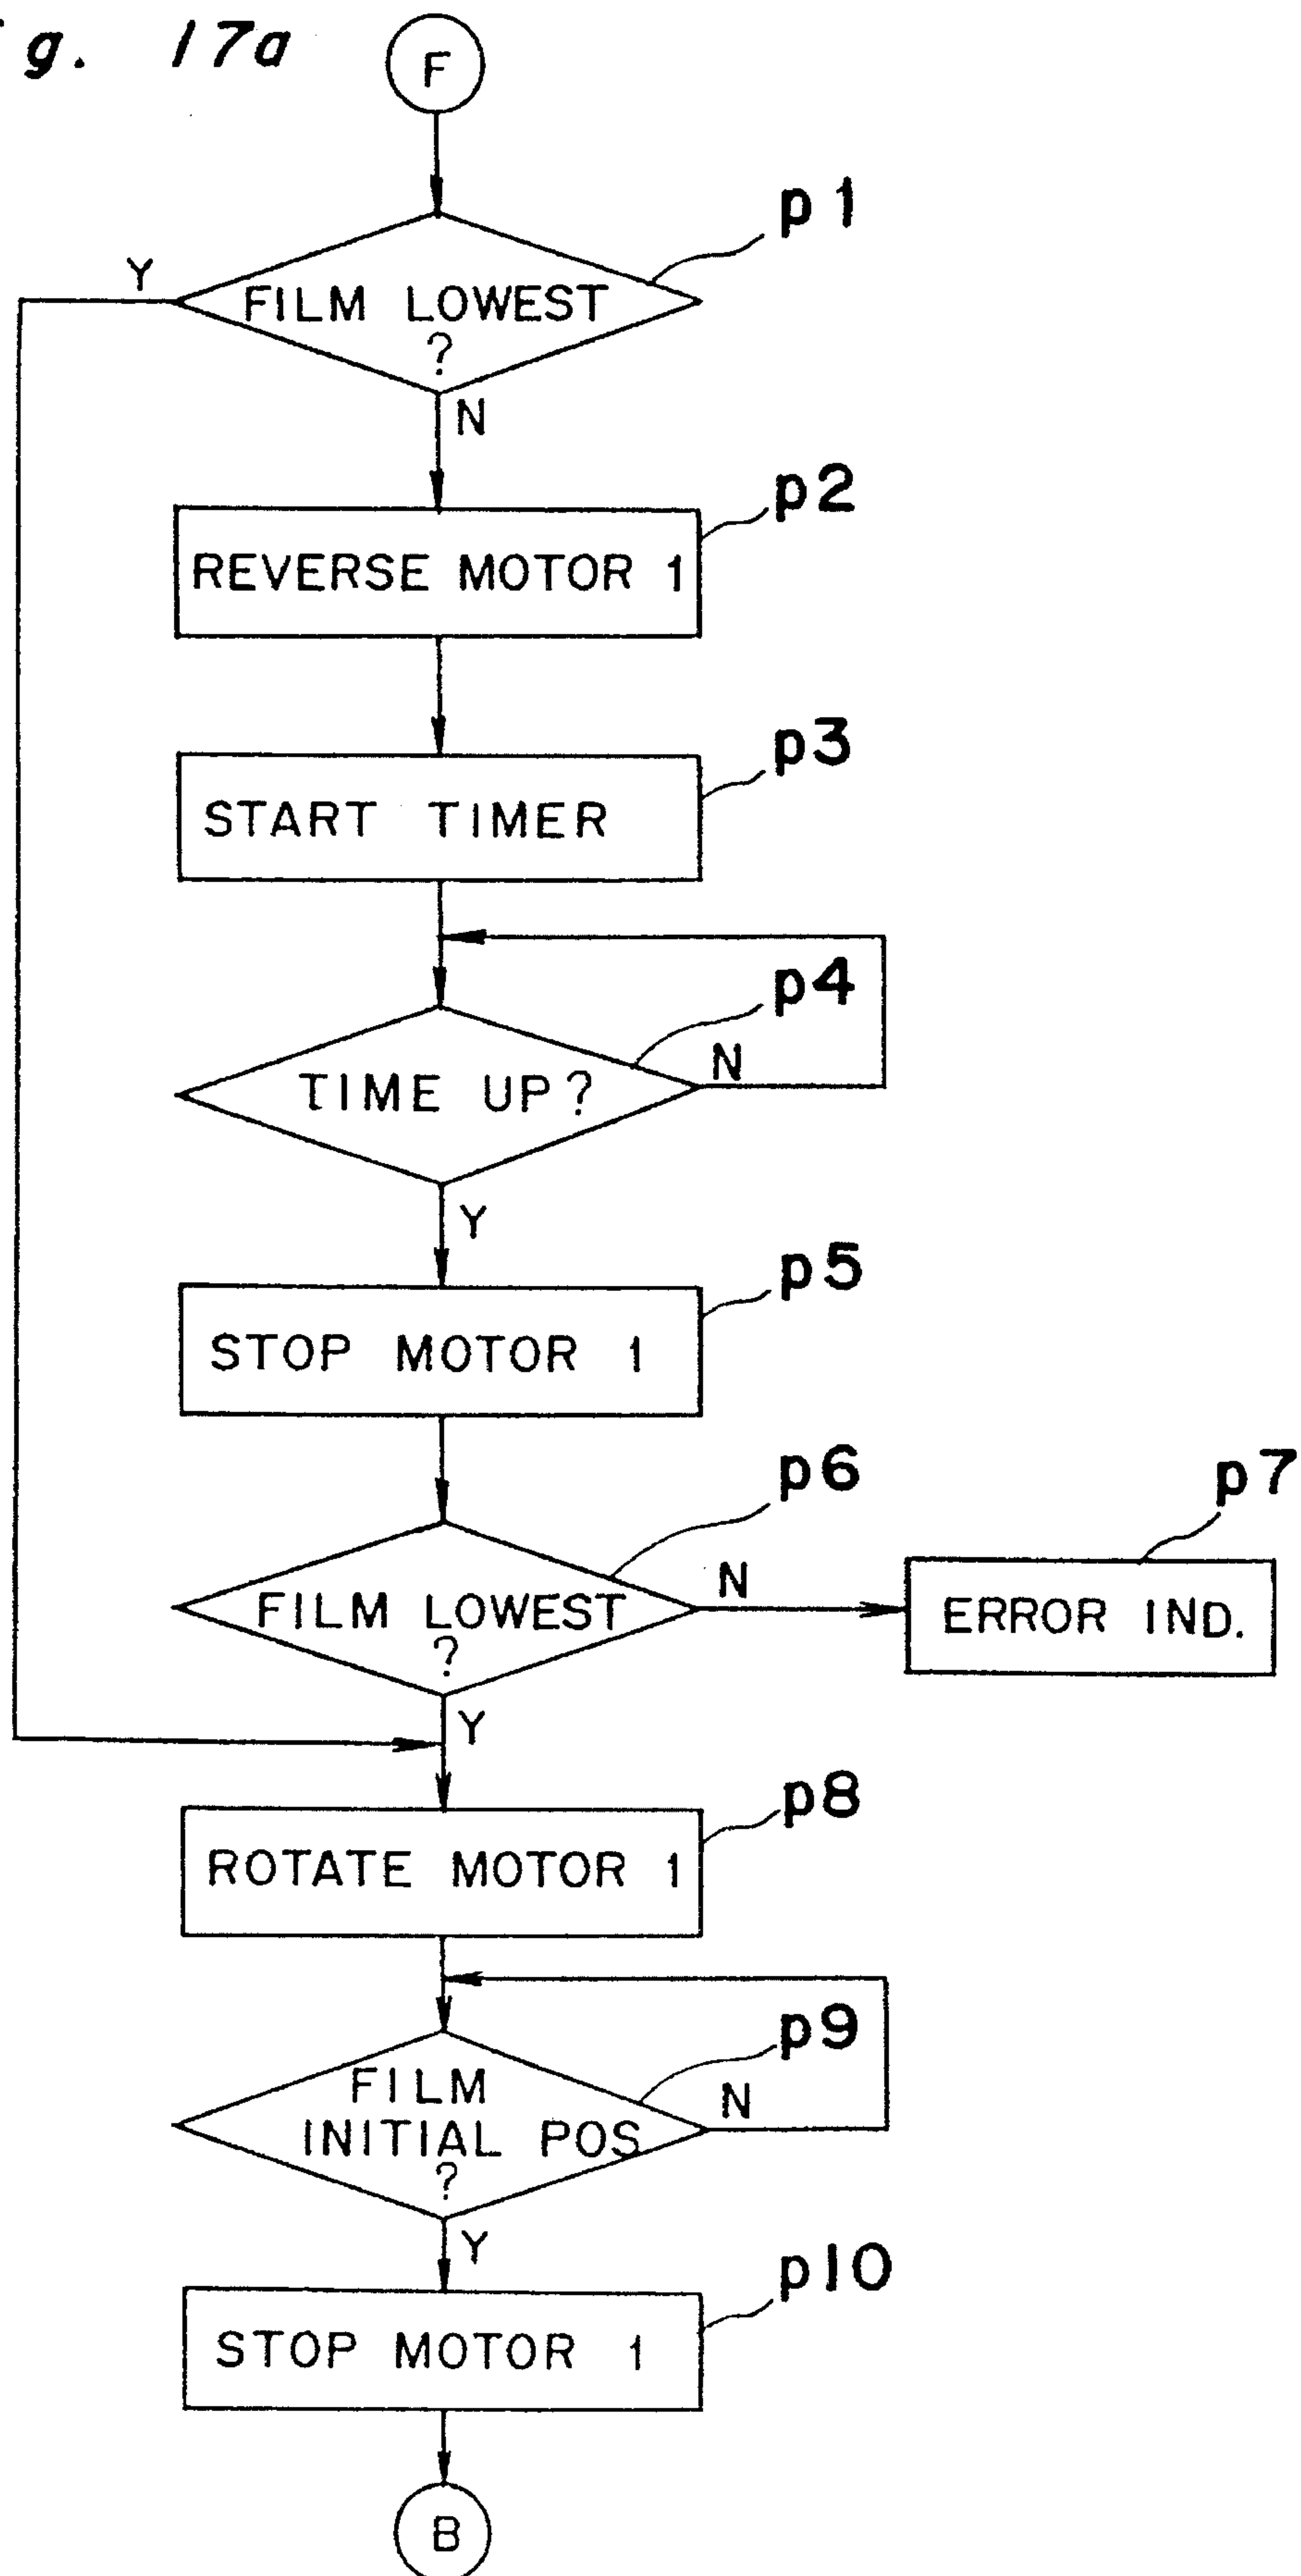 g. 17a
F
p1
Y
FILM LOWEST
?
N
p2
REVERSE MOTOR 1
p3
START TIMER
p4
N
TIME UP?
Y
p5
STOP MOTOR 1
p6
p7
N
FILM LOWEST
?
ERROR IND.
Y
p8
ROTATE MOTOR 1
p9
FILM
N
INITIAL POS
?
Y
p10
STOP MOTOR 1
B